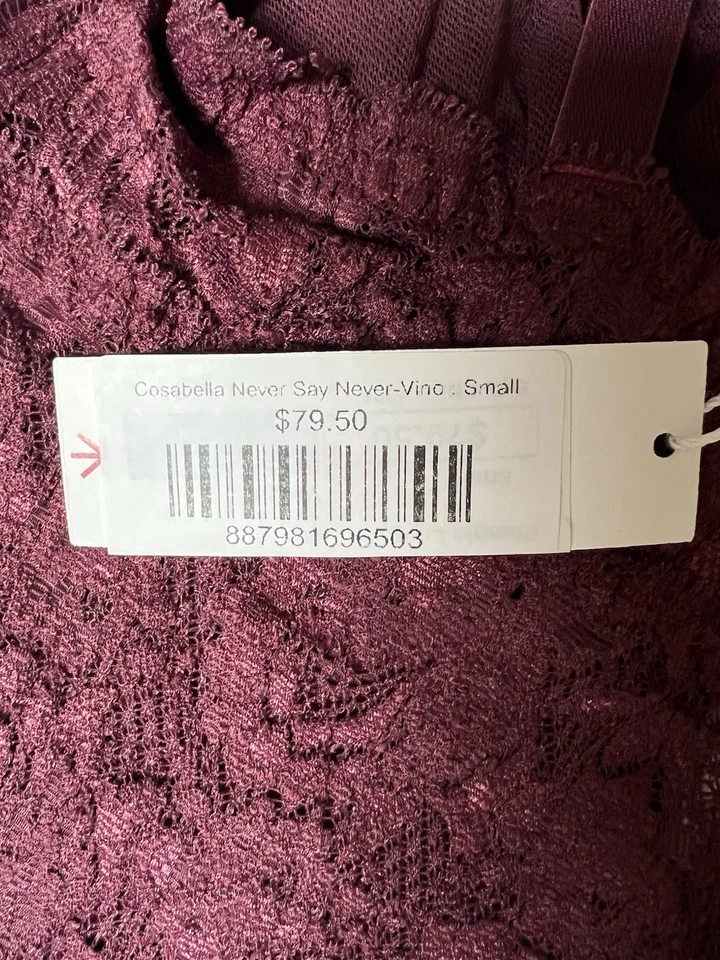 Cosabella Never Say Never-Vino . Small
$79.50
887981696503